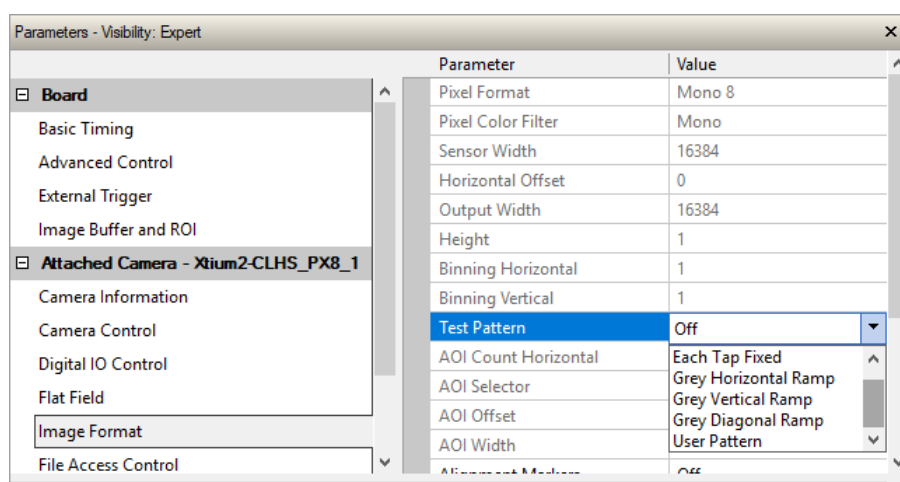 Parameters - Visibility: Expert
Parameter Value
Board
Basic Timing
Advanced Control
External Trigger
Image Buffer and ROI
Attached Camera - Xtium2-CLHS_PX8_1
Camera Information
Camera Control
Digital IO Control
Flat Field
Image Format
File Access Control
Pixel Format Mono 8
Pixel Color Filter Mono
Sensor Width 16384
Horizontal Offset 0
Output Width 16384
Height 1
Binning Horizontal 1
Binning Vertical 1
Test Pattern Off
AOI Count Horizontal
AOI Selector
AOI Offset
AOI Width
Alignment Markers Off
Each Tap Fixed
Grey Horizontal Ramp
Grey Vertical Ramp
Grey Diagonal Ramp
User Pattern